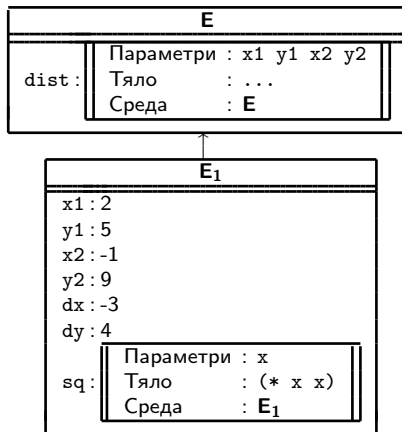 E
Параметри : x1 y1 x2 y2
dist : Тяло : ...
Среда : E
E₁
x1 : 2
y1 : 5
x2 : -1
y2 : 9
dx : -3
dy : 4
Параметри : x
sq : Тяло : (* x x)
Среда : E₁